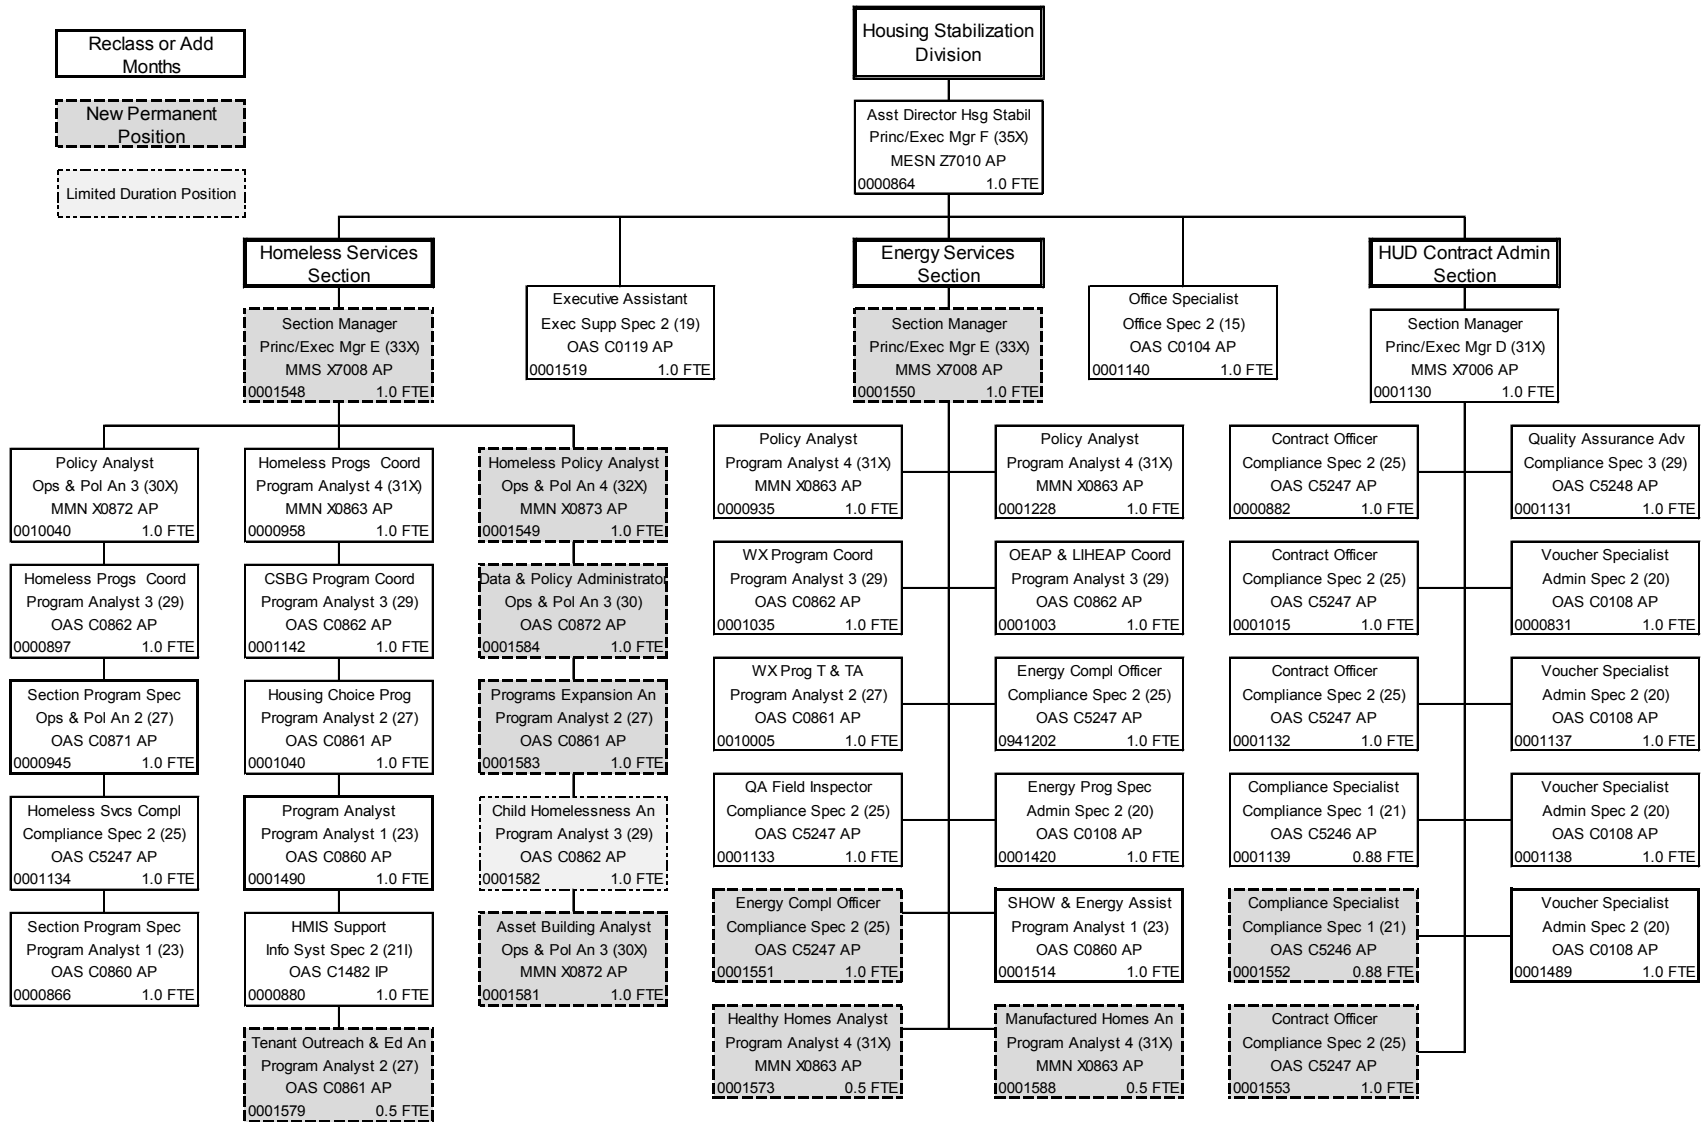 Reclass or Add
Months
New Permanent
Position
Limited Duration Position
Housing Stabilization
Division
Asst Director Hsg Stabil
Princ/Exec Mgr F (35X)
MESN Z7010 AP
0000864 1.0 FTE
Homeless Services
Section
Section Manager
Princ/Exec Mgr E (33X)
MMS X7008 AP
0001548 1.0 FTE
Executive Assistant
Exec Supp Spec 2 (19)
OAS C0119 AP
0001519 1.0 FTE
Energy Services
Section
Section Manager
Princ/Exec Mgr E (33X)
MMS X7008 AP
0001550 1.0 FTE
Office Specialist
Office Spec 2 (15)
OAS C0104 AP
0001140 1.0 FTE
HUD Contract Admin
Section
Section Manager
Princ/Exec Mgr D (31X)
MMS X7006 AP
0001130 1.0 FTE
Policy Analyst
Ops & Pol An 3 (30X)
MMN X0872 AP
0010040 1.0 FTE
Homeless Progs Coord
Program Analyst 3 (29)
OAS C0862 AP
0000897 1.0 FTE
Section Program Spec
Ops & Pol An 2 (27)
OAS C0871 AP
0000945 1.0 FTE
Homeless Svcs Compl
Compliance Spec 2 (25)
OAS C5247 AP
0001134 1.0 FTE
Section Program Spec
Program Analyst 1 (23)
OAS C0860 AP
0000866 1.0 FTE
Homeless Progs Coord
Program Analyst 4 (31X)
MMN X0863 AP
0000958 1.0 FTE
CSBG Program Coord
Program Analyst 3 (29)
OAS C0862 AP
0001142 1.0 FTE
Housing Choice Prog
Program Analyst 2 (27)
OAS C0861 AP
0001040 1.0 FTE
Program Analyst
Program Analyst 1 (23)
OAS C0860 AP
0001490 1.0 FTE
HMIS Support
Info Syst Spec 2 (21I)
OAS C1482 IP
0000880 1.0 FTE
Tenant Outreach & Ed An
Program Analyst 2 (27)
OAS C0861 AP
0001579 0.5 FTE
Homeless Policy Analyst
Ops & Pol An 4 (32X)
MMN X0873 AP
0001549 1.0 FTE
Data & Policy Administrator
Ops & Pol An 3 (30)
OAS C0872 AP
0001584 1.0 FTE
Programs Expansion An
Program Analyst 2 (27)
OAS C0861 AP
0001583 1.0 FTE
Child Homelessness An
Program Analyst 3 (29)
OAS C0862 AP
0001582 1.0 FTE
Asset Building Analyst
Ops & Pol An 3 (30X)
MMN X0872 AP
0001581 1.0 FTE
Policy Analyst
Program Analyst 4 (31X)
MMN X0863 AP
0000935 1.0 FTE
WX Program Coord
Program Analyst 3 (29)
OAS C0862 AP
0001035 1.0 FTE
WX Prog T & TA
Program Analyst 2 (27)
OAS C0861 AP
0010005 1.0 FTE
QA Field Inspector
Compliance Spec 2 (25)
OAS C5247 AP
0001133 1.0 FTE
Energy Compl Officer
Compliance Spec 2 (25)
OAS C5247 AP
0001551 1.0 FTE
Healthy Homes Analyst
Program Analyst 4 (31X)
MMN X0863 AP
0001573 0.5 FTE
Policy Analyst
Program Analyst 4 (31X)
MMN X0863 AP
0001228 1.0 FTE
OEAP & LIHEAP Coord
Program Analyst 3 (29)
OAS C0862 AP
0001003 1.0 FTE
Energy Compl Officer
Compliance Spec 2 (25)
OAS C5247 AP
0941202 1.0 FTE
Energy Prog Spec
Admin Spec 2 (20)
OAS C0108 AP
0001420 1.0 FTE
SHOW & Energy Assist
Program Analyst 1 (23)
OAS C0860 AP
0001514 1.0 FTE
Manufactured Homes An
Program Analyst 4 (31X)
MMN X0863 AP
0001588 0.5 FTE
Contract Officer
Compliance Spec 2 (25)
OAS C5247 AP
0000882 1.0 FTE
Contract Officer
Compliance Spec 2 (25)
OAS C5247 AP
0001015 1.0 FTE
Contract Officer
Compliance Spec 2 (25)
OAS C5247 AP
0001132 1.0 FTE
Compliance Specialist
Compliance Spec 1 (21)
OAS C5246 AP
0001139 0.88 FTE
Compliance Specialist
Compliance Spec 1 (21)
OAS C5246 AP
0001552 0.88 FTE
Contract Officer
Compliance Spec 2 (25)
OAS C5247 AP
0001553 1.0 FTE
Quality Assurance Adv
Compliance Spec 3 (29)
OAS C5248 AP
0001131 1.0 FTE
Voucher Specialist
Admin Spec 2 (20)
OAS C0108 AP
0000831 1.0 FTE
Voucher Specialist
Admin Spec 2 (20)
OAS C0108 AP
0001137 1.0 FTE
Voucher Specialist
Admin Spec 2 (20)
OAS C0108 AP
0001138 1.0 FTE
Voucher Specialist
Admin Spec 2 (20)
OAS C0108 AP
0001489 1.0 FTE